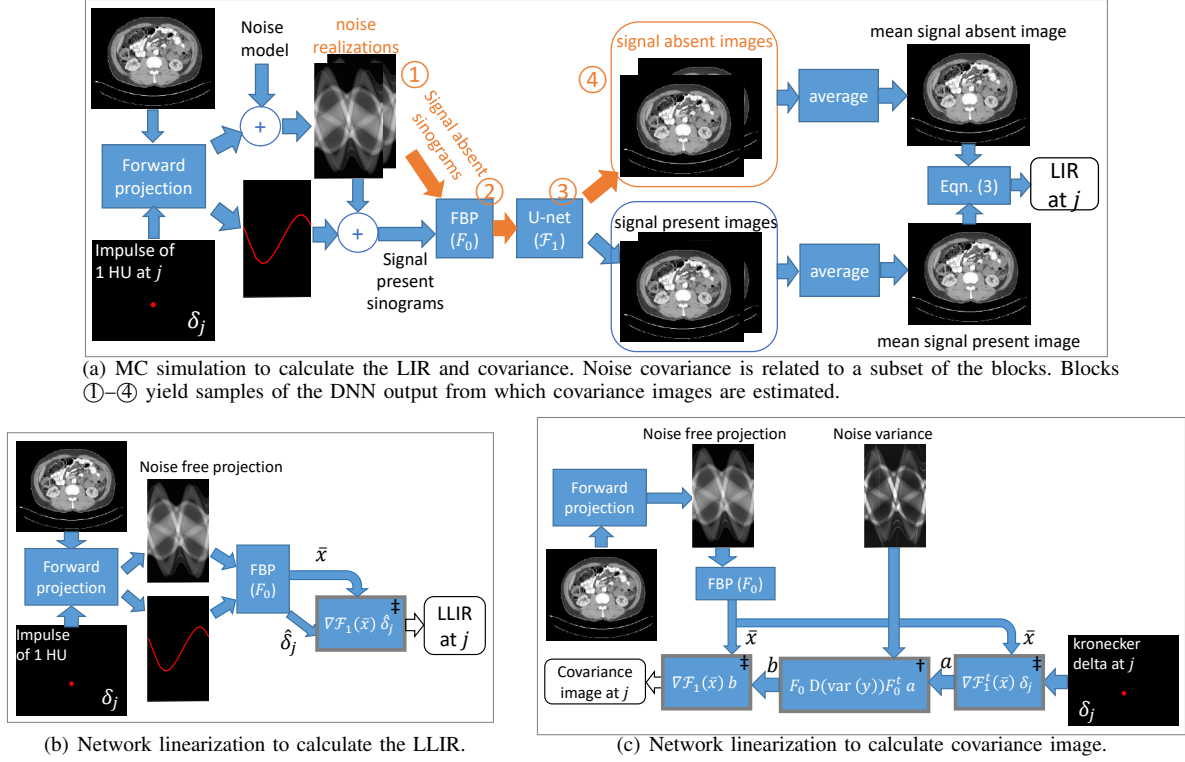 Noise
model
noise
realizations
①
Signal absent
sinograms
④
signal absent images
average
mean signal absent image
+
Forward
projection
②
③
FBP
(F₀)
U-net
(ℱ₁)
Eqn. (3)
LIR
at j
Impulse of
1 HU at j
δⱼ
+
Signal
present
sinograms
signal present images
average
mean signal present image
(a) MC simulation to calculate the LIR and covariance. Noise covariance is related to a subset of the blocks. Blocks
①–④ yield samples of the DNN output from which covariance images are estimated.
Noise free projection
Forward
projection
FBP
(F₀)
x̄
δ̂ⱼ
‡
∇ℱ₁(x̄) δ̂ⱼ
LLIR
at j
Impulse
of 1 HU
δⱼ
(b) Network linearization to calculate the LLIR.
Noise free projection
Noise variance
Forward
projection
FBP (F₀)
x̄
x̄
kronecker
delta at j
δⱼ
Covariance
image at j
‡
∇ℱ₁(x̄) b
b
†
F₀ D(var (y))F₀ᵗ a
a
‡
∇ℱ₁ᵗ(x̄) δⱼ
(c) Network linearization to calculate covariance image.